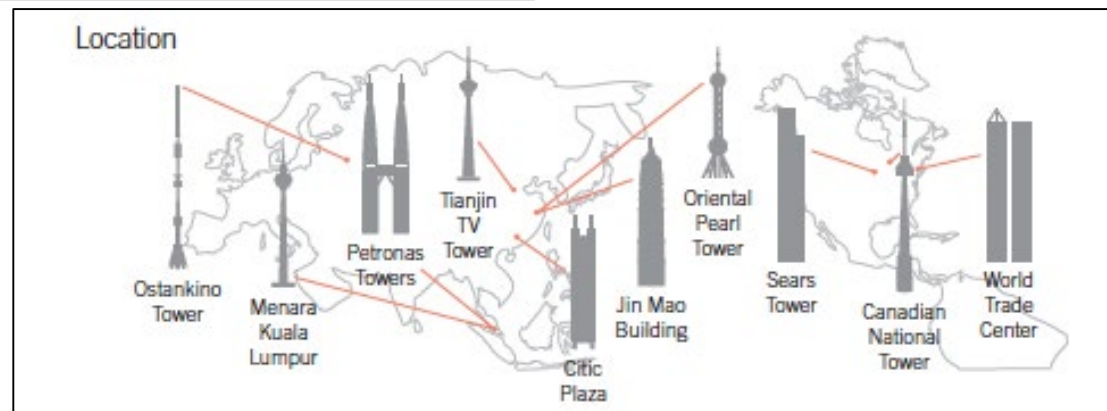 Location
Ostankino
Tower
Menara
Kuala
Lumpur
Petronas
Towers
Tianjin
TV
Tower
Citic
Plaza
Jin Mao
Building
Oriental
Pearl
Tower
Sears
Tower
Canadian
National
Tower
World
Trade
Center